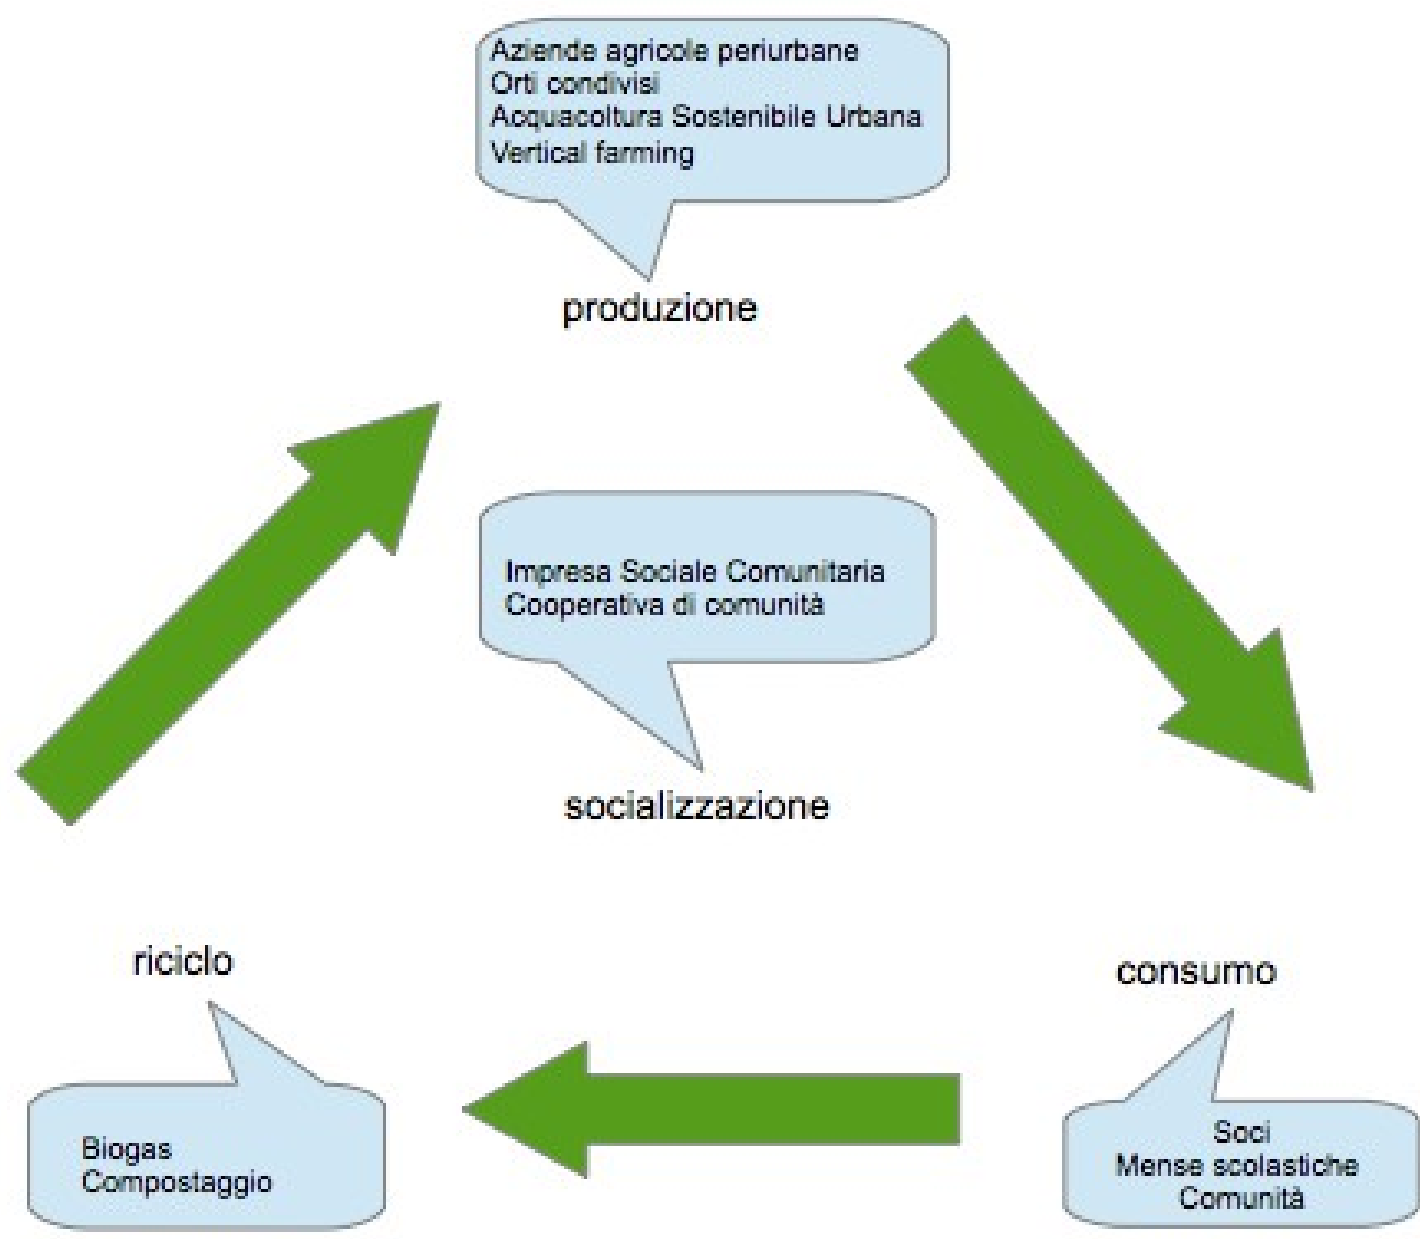 Aziende agricole periurbane
Orti condivisi
Acquacoltura Sostenibile Urbana
Vertical farming
produzione
Impresa Sociale Comunitaria
Cooperativa di comunità
socializzazione
riciclo
consumo
Biogas
Compostaggio
Soci
Mense scolastiche
Comunità